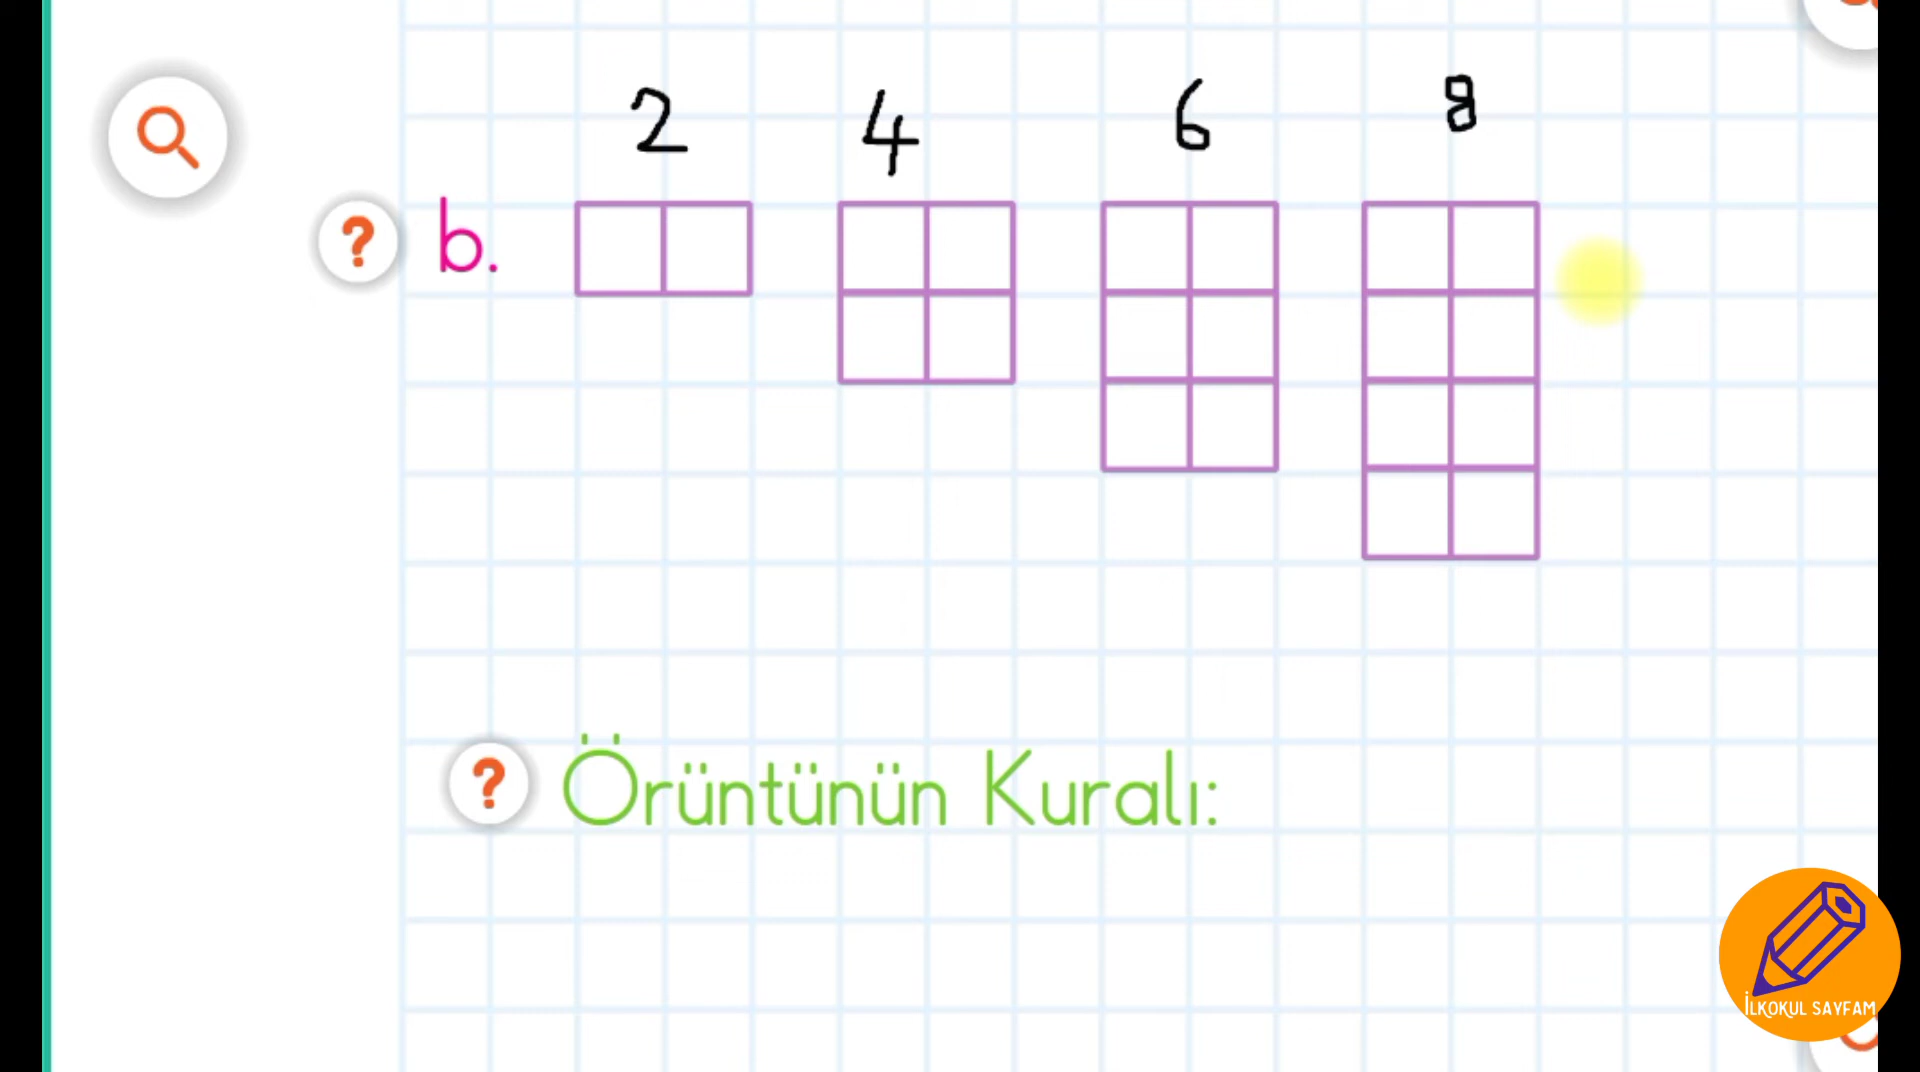 2 4 6 8
? b.
? Örüntünün Kuralı:
İLKOKUL SAYFAM